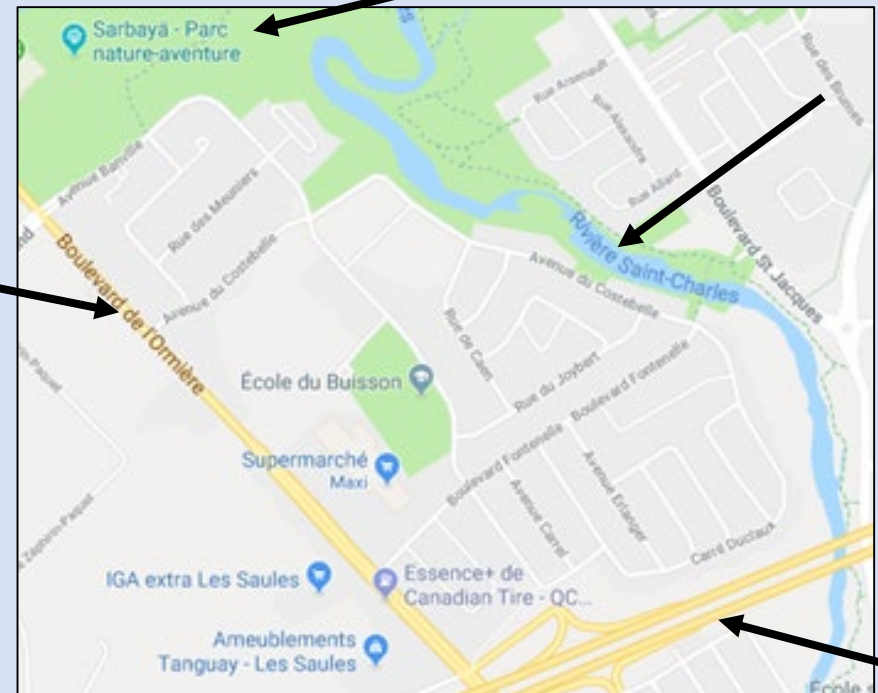 Sarbayä - Parc
nature-aventure
Rue Arsenault
Rue Alexandre
Rue des Brumes
Rue Allard
Boulevard St Jacques
Avenue Banville
Rue des Meuniers
Boulevard de l'Ormière
Avenue du Costebelle
Rivière Saint-Charles
Avenue du Costebelle
Rue de Caen
École du Buisson
Rue du Joybert
Boulevard Fontenelle
Boulevard Fontenelle
Supermarché
Maxi
Avenue Carrel
Avenue Erlanger
Carré Duclaux
IGA extra Les Saules
Essence+ de
Canadian Tire - QC...
Ameublements
Tanguay - Les Saules